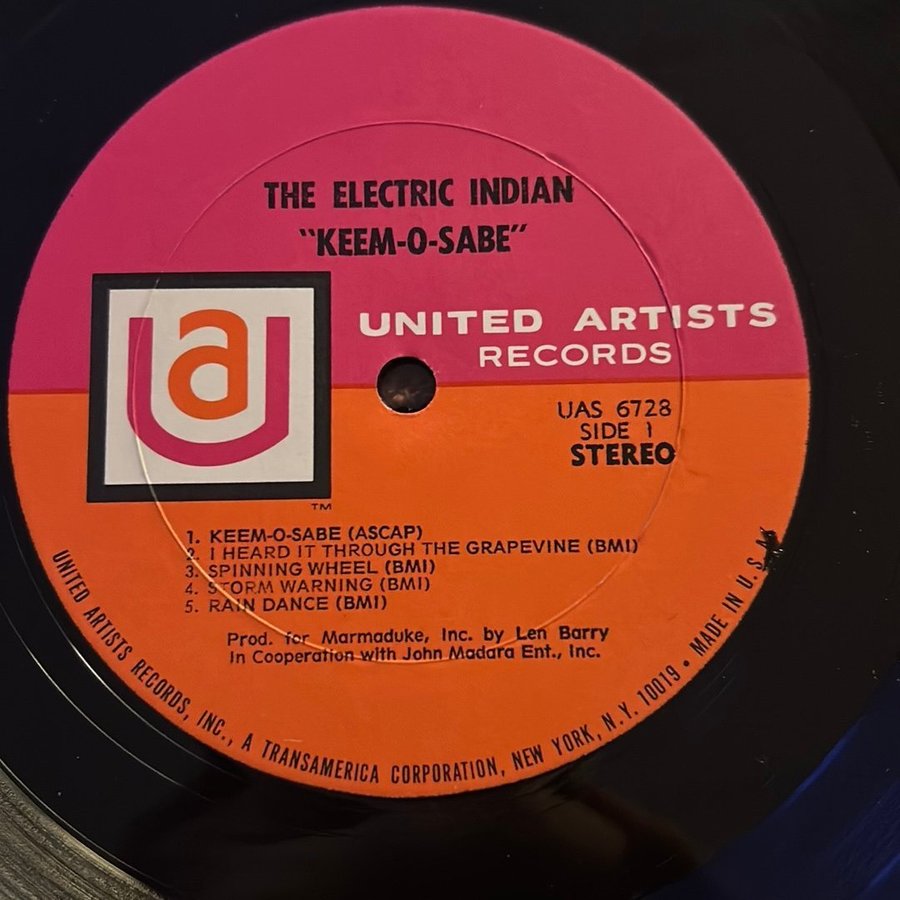 THE ELECTRIC INDIAN
"KEEM-O-SABE"
ua
UNITED ARTISTS
RECORDS
UAS 6728
SIDE 1
STEREO
TM
1. KEEM-O-SABE (ASCAP)
2. I HEARD IT THROUGH THE GRAPEVINE (BMI)
3. SPINNING WHEEL (BMI)
4. STORM WARNING (BMI)
5. RAIN DANCE (BMI)
Prod. for Marmaduke, Inc. by Len Barry
In Cooperation with John Madara Ent., Inc.
UNITED ARTISTS RECORDS, INC., A TRANSAMERICA CORPORATION, NEW YORK, N.Y. 10019 • MADE IN U.S.A.